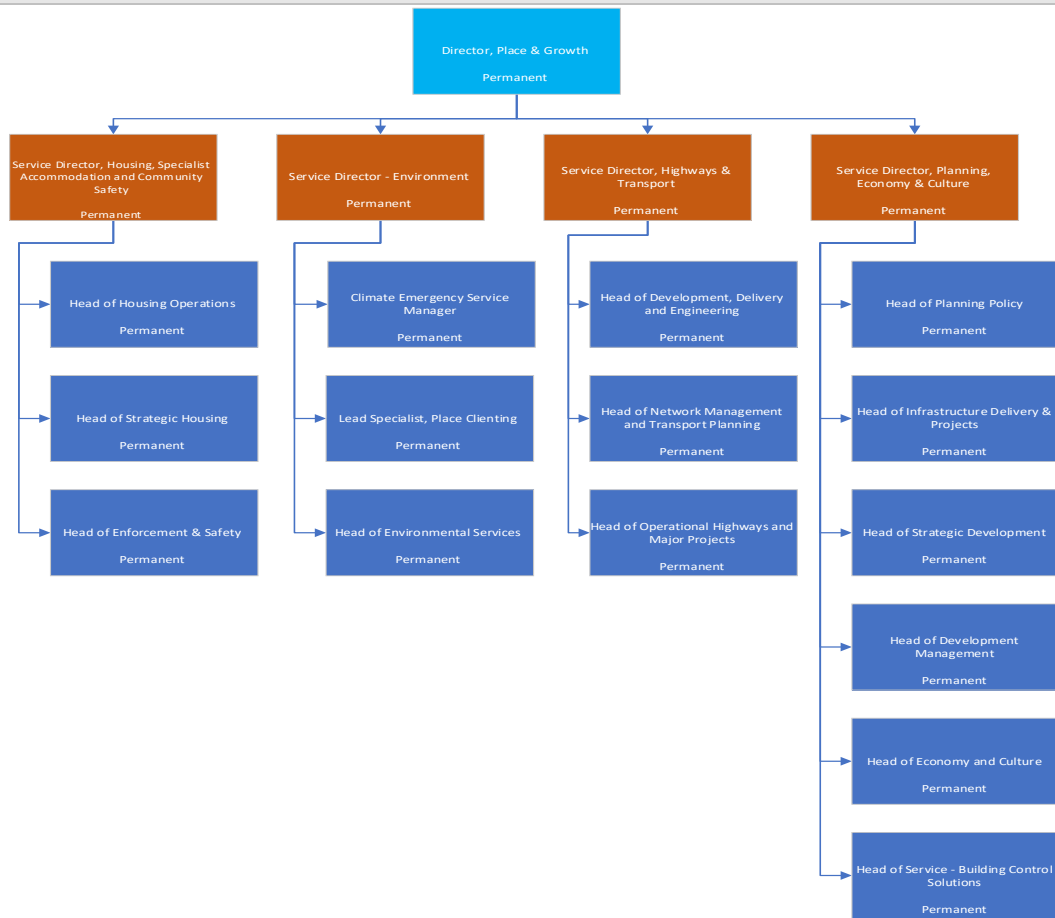 Director, Place & Growth
Permanent
Service Director, Housing, Specialist
Accommodation and Community
Safety
Permanent
Service Director - Environment
Permanent
Service Director, Highways &
Transport
Permanent
Service Director, Planning,
Economy & Culture
Permanent
Head of Housing Operations
Permanent
Climate Emergency Service
Manager
Permanent
Head of Development, Delivery
and Engineering
Permanent
Head of Planning Policy
Permanent
Head of Strategic Housing
Permanent
Lead Specialist, Place Clienting
Permanent
Head of Network Management
and Transport Planning
Permanent
Head of Infrastructure Delivery &
Projects
Permanent
Head of Enforcement & Safety
Permanent
Head of Environmental Services
Permanent
Head of Operational Highways and
Major Projects
Permanent
Head of Strategic Development
Permanent
Head of Development
Management
Permanent
Head of Economy and Culture
Permanent
Head of Service - Building Control
Solutions
Permanent